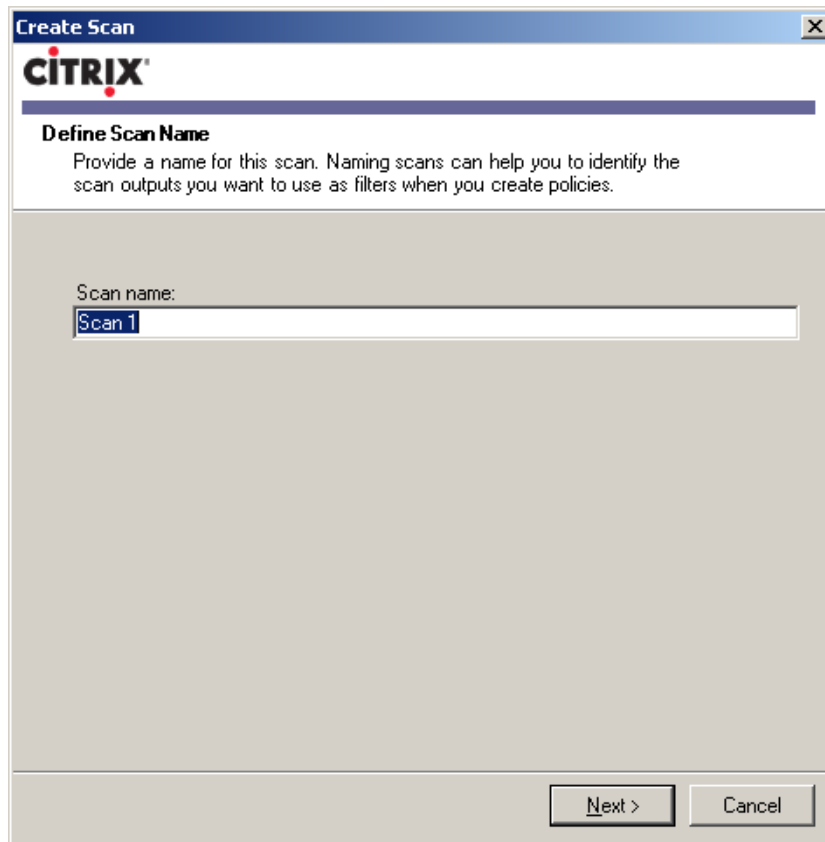 Create Scan
CITRIX
Define Scan Name
Provide a name for this scan. Naming scans can help you to identify the
scan outputs you want to use as filters when you create policies.
Scan name:
Scan 1
Next >
Cancel